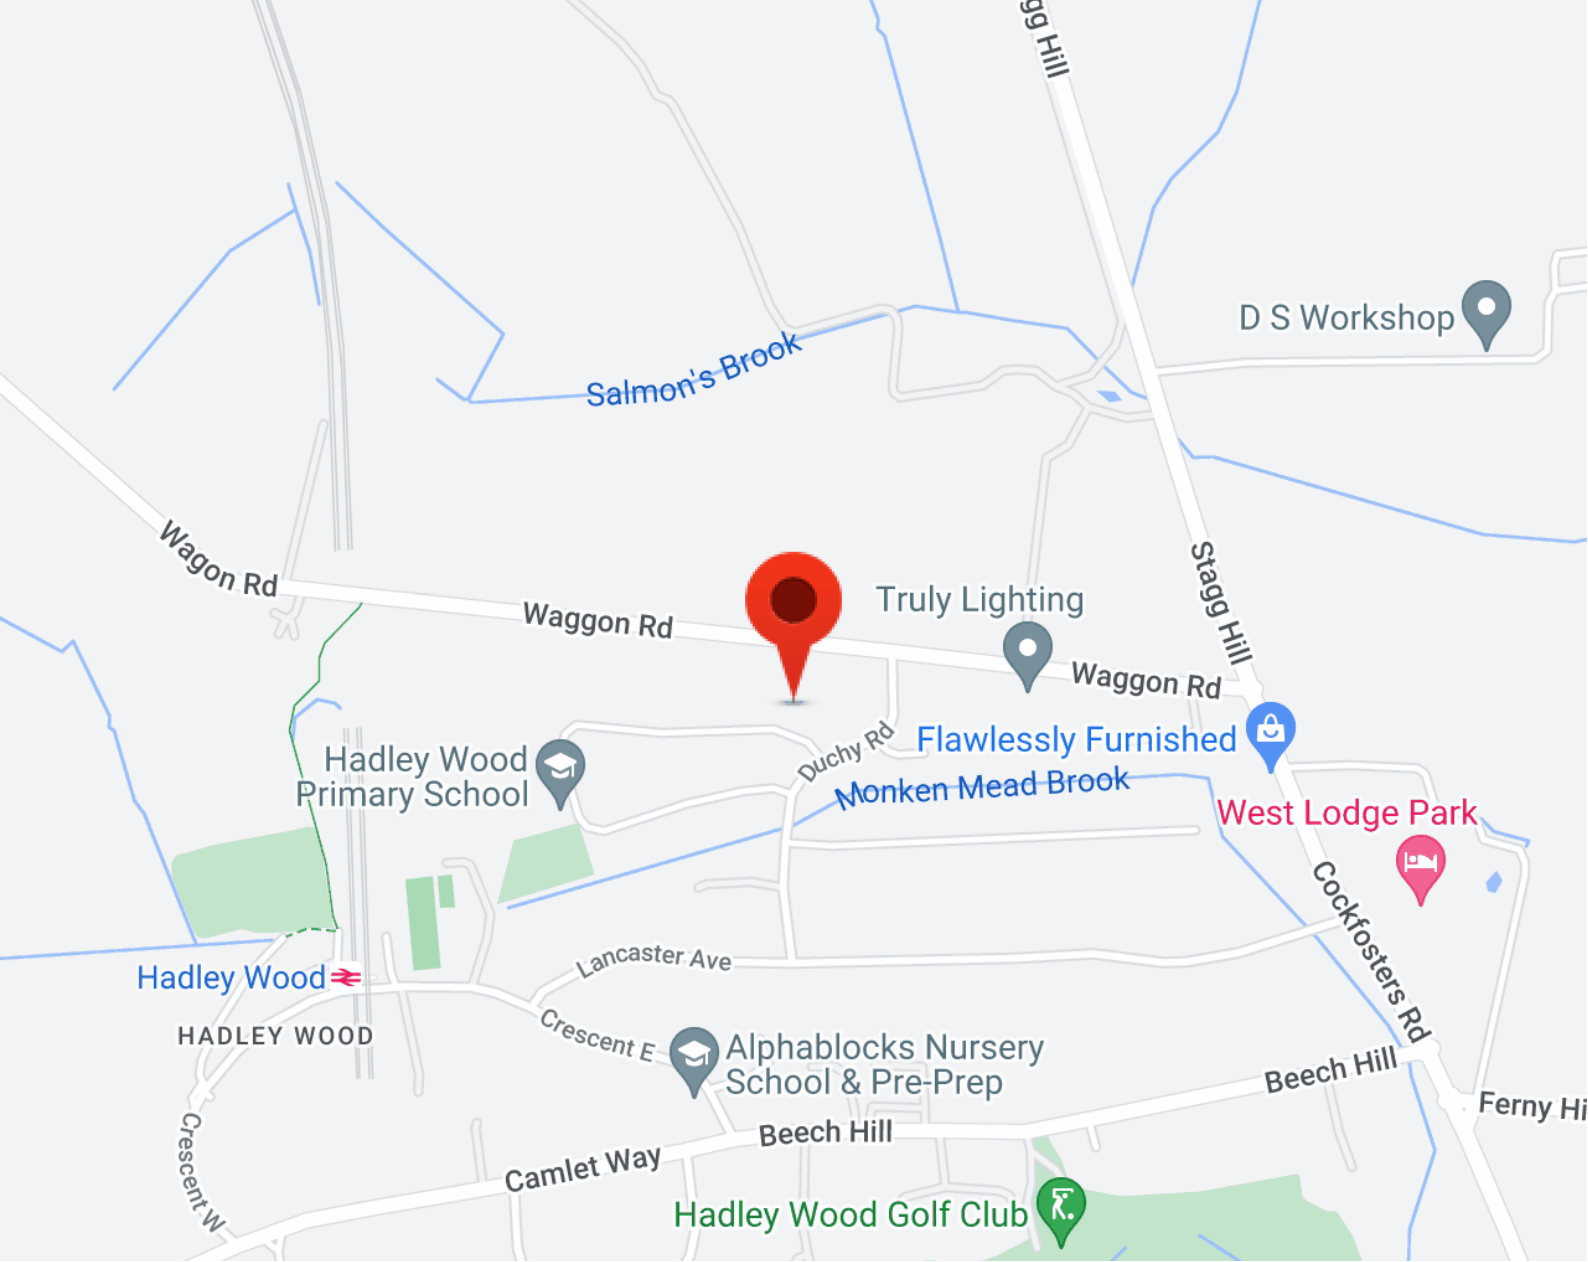 gg Hill
D S Workshop
Salmon's Brook
Wagon Rd
Waggon Rd
Truly Lighting
Stagg Hill
Waggon Rd
Flawlessly Furnished
Duchy Rd
Hadley Wood
Primary School
Monken Mead Brook
West Lodge Park
Cockfosters Rd
Lancaster Ave
Hadley Wood
HADLEY WOOD
Crescent E
Alphablocks Nursery
School & Pre-Prep
Beech Hill
Ferny Hi
Beech Hill
Crescent W
Camlet Way
Hadley Wood Golf Club